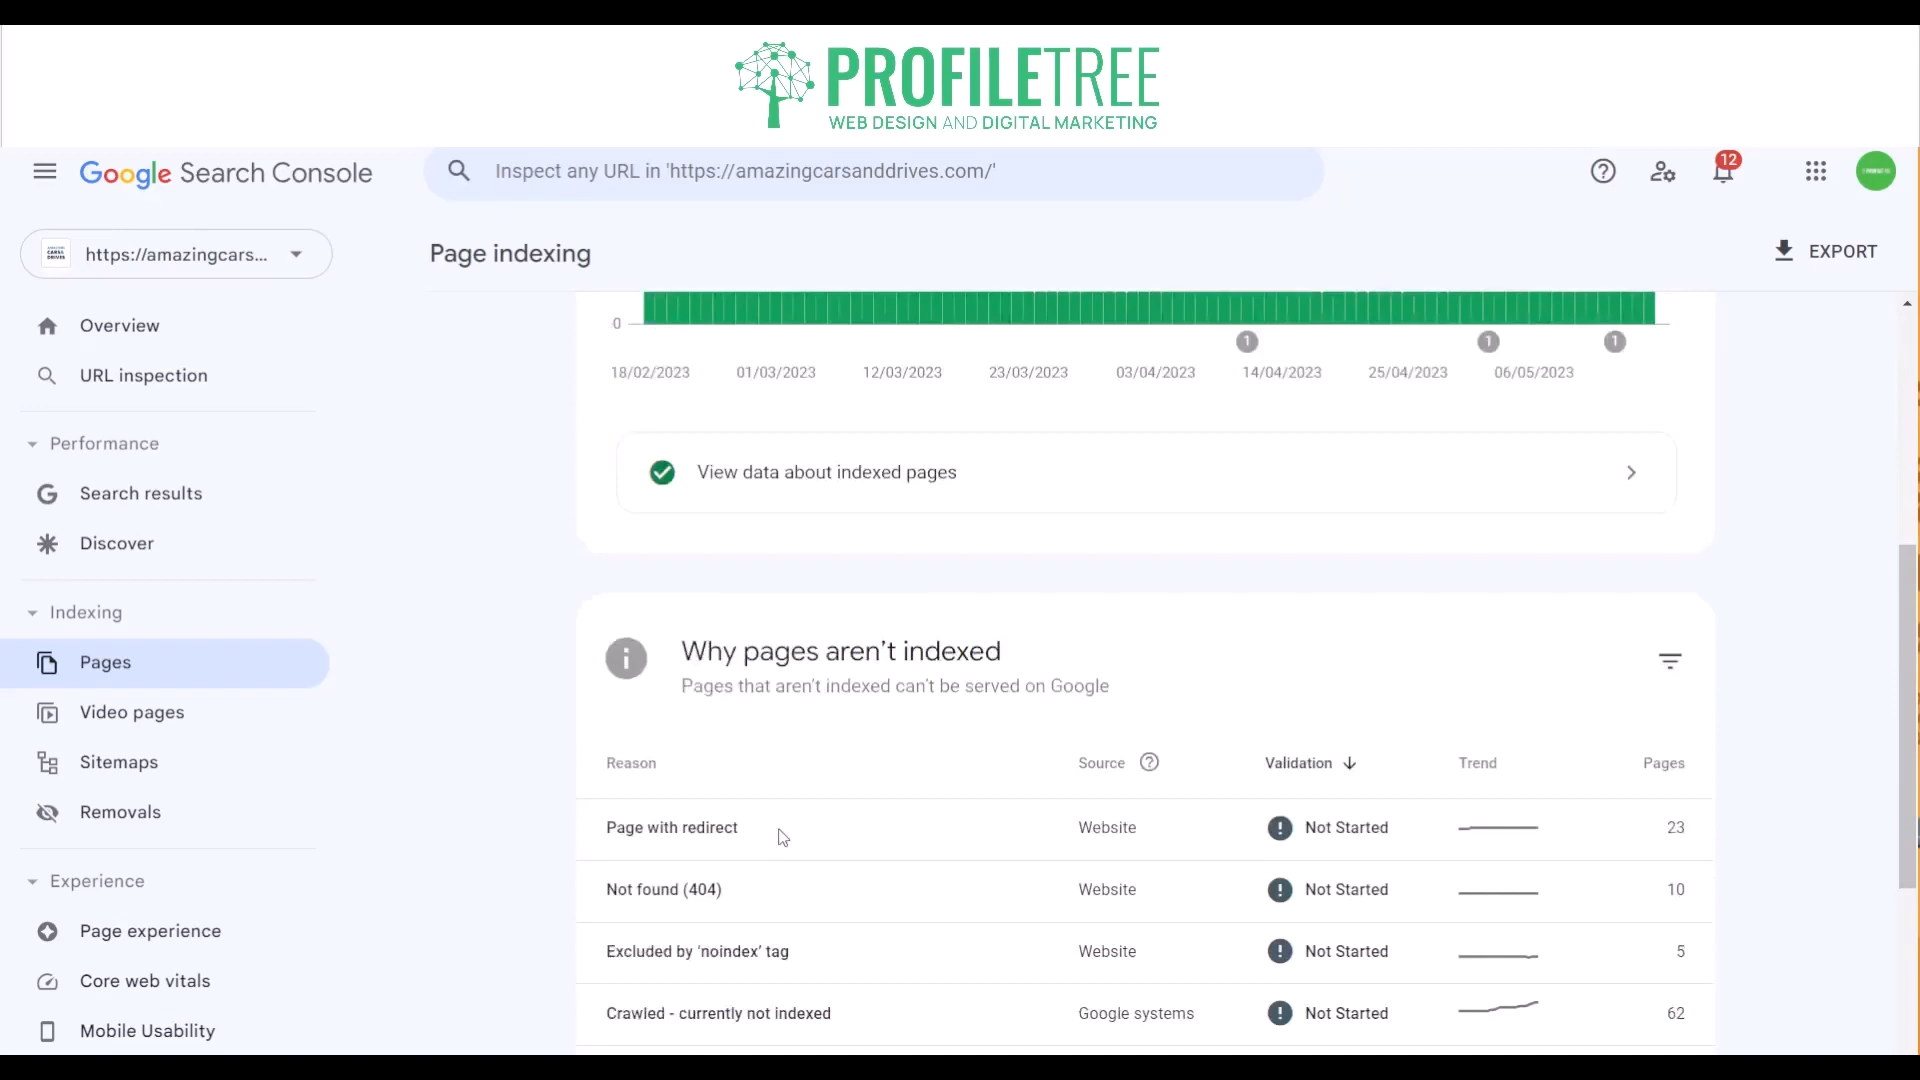 PROFILETREE
WEB DESIGN AND DIGITAL MARKETING
Google Search Console
Inspect any URL in 'https://amazingcarsanddrives.com/'
12
https://amazingcars...
Page indexing
EXPORT
Overview
URL inspection
Performance
Search results
Discover
Indexing
Pages
Video pages
Sitemaps
Removals
Experience
Page experience
Core web vitals
Mobile Usability
0
1 1 1
18/02/2023 01/03/2023 12/03/2023 23/03/2023 03/04/2023 14/04/2023 25/04/2023 06/05/2023
View data about indexed pages
Why pages aren’t indexed
Pages that aren’t indexed can’t be served on Google
Reason Source Validation Trend Pages
Page with redirect Website Not Started 23
Not found (404) Website Not Started 10
Excluded by ‘noindex’ tag Website Not Started 5
Crawled - currently not indexed Google systems Not Started 62